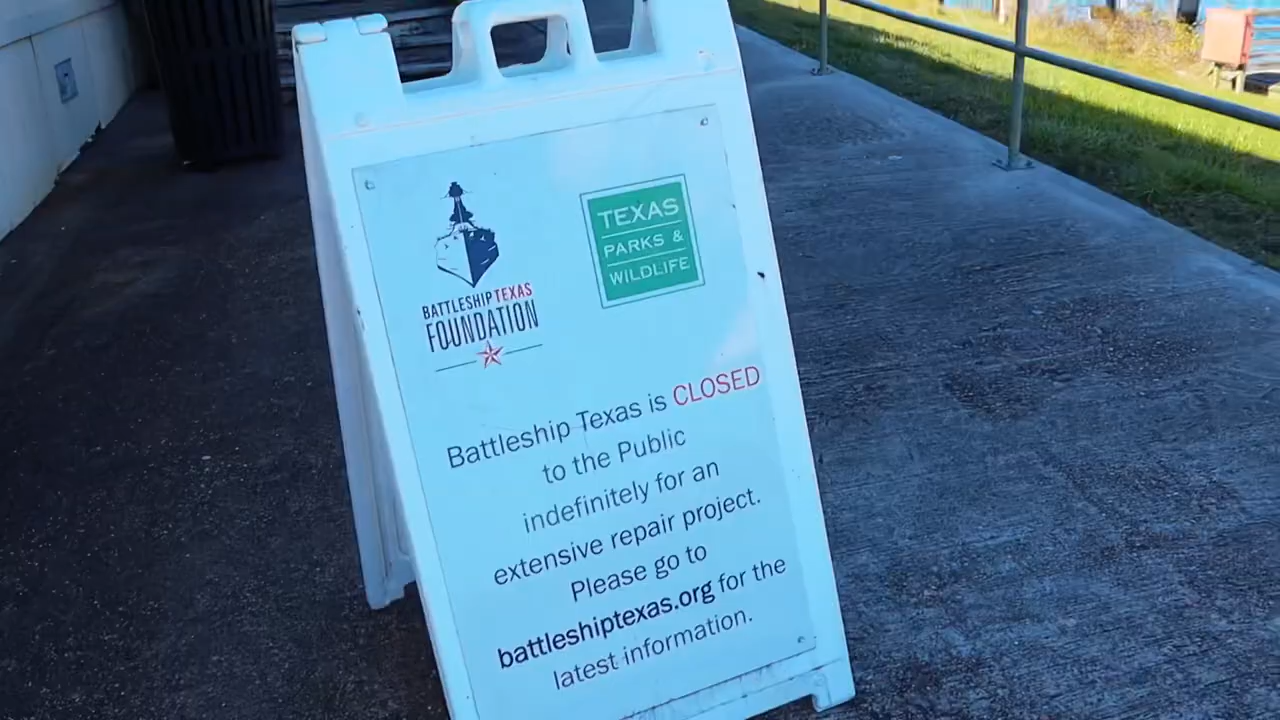 BATTLESHIP TEXAS
FOUNDATION
TEXAS
PARKS &
WILDLIFE
Battleship Texas is CLOSED
to the Public
indefinitely for an
extensive repair project.
Please go to
battleshiptexas.org for the
latest information.